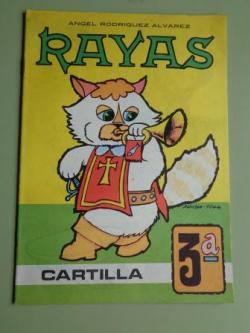 ANGEL RODRIGUEZ ALVAREZ
RAYAS
CARTILLA
3ª